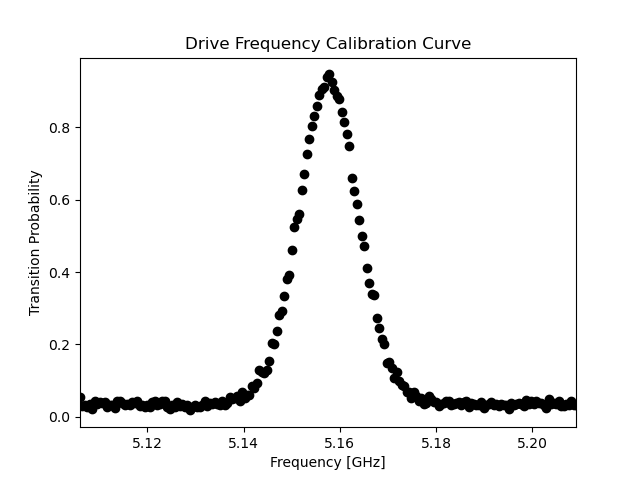 Drive Frequency Calibration Curve
Transition Probability
0.8
0.6
0.4
0.2
0.0
5.12 5.14 5.16 5.18 5.20
Frequency [GHz]